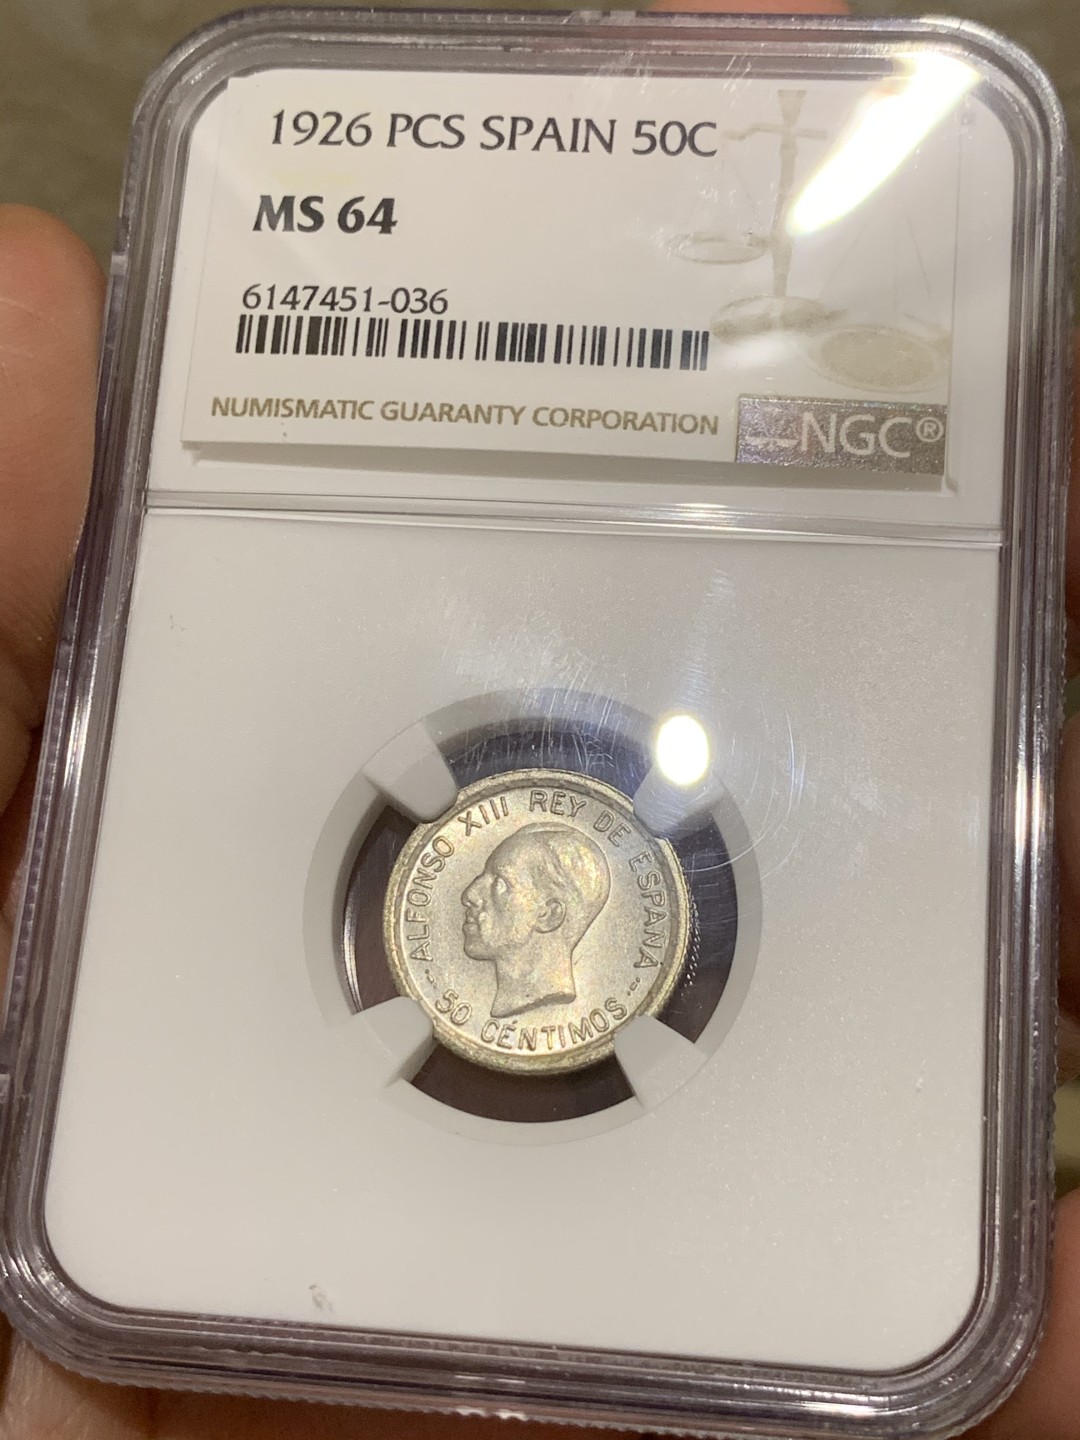 1926 PCS SPAIN 50C
MS 64
6147451-036
NUMISMATIC GUARANTY CORPORATION
NGC®
ALFONSO XIII REY DE ESPAÑA
50 CÉNTIMOS